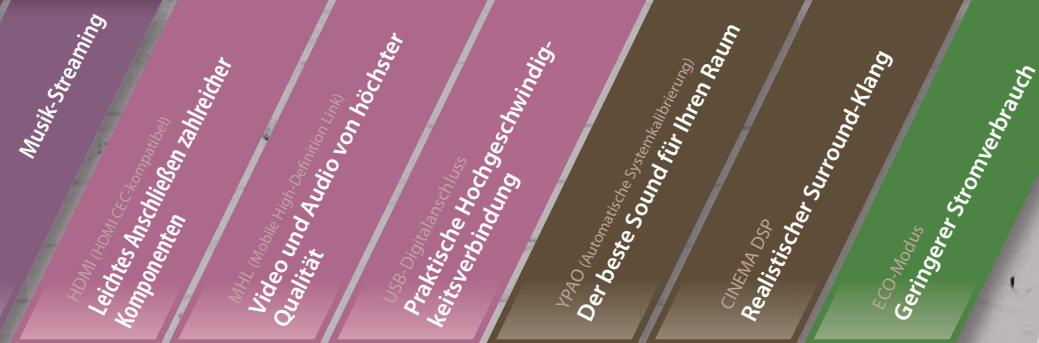 Musik-Streaming
HDMI (HDMI CEC-kompatibel)
Leichtes Anschließen zahlreicher
Komponenten
MHL (Mobile High-Definition Link)
Video und Audio von höchster
Qualität
USB-Digitalanschluss
Praktische Hochgeschwindig-
keitsverbindung
YPAO (Automatische Systemkalibrierung)
Der beste Sound für Ihren Raum
CINEMA DSP
Realistischer Surround-Klang
ECO-Modus
Geringerer Stromverbrauch